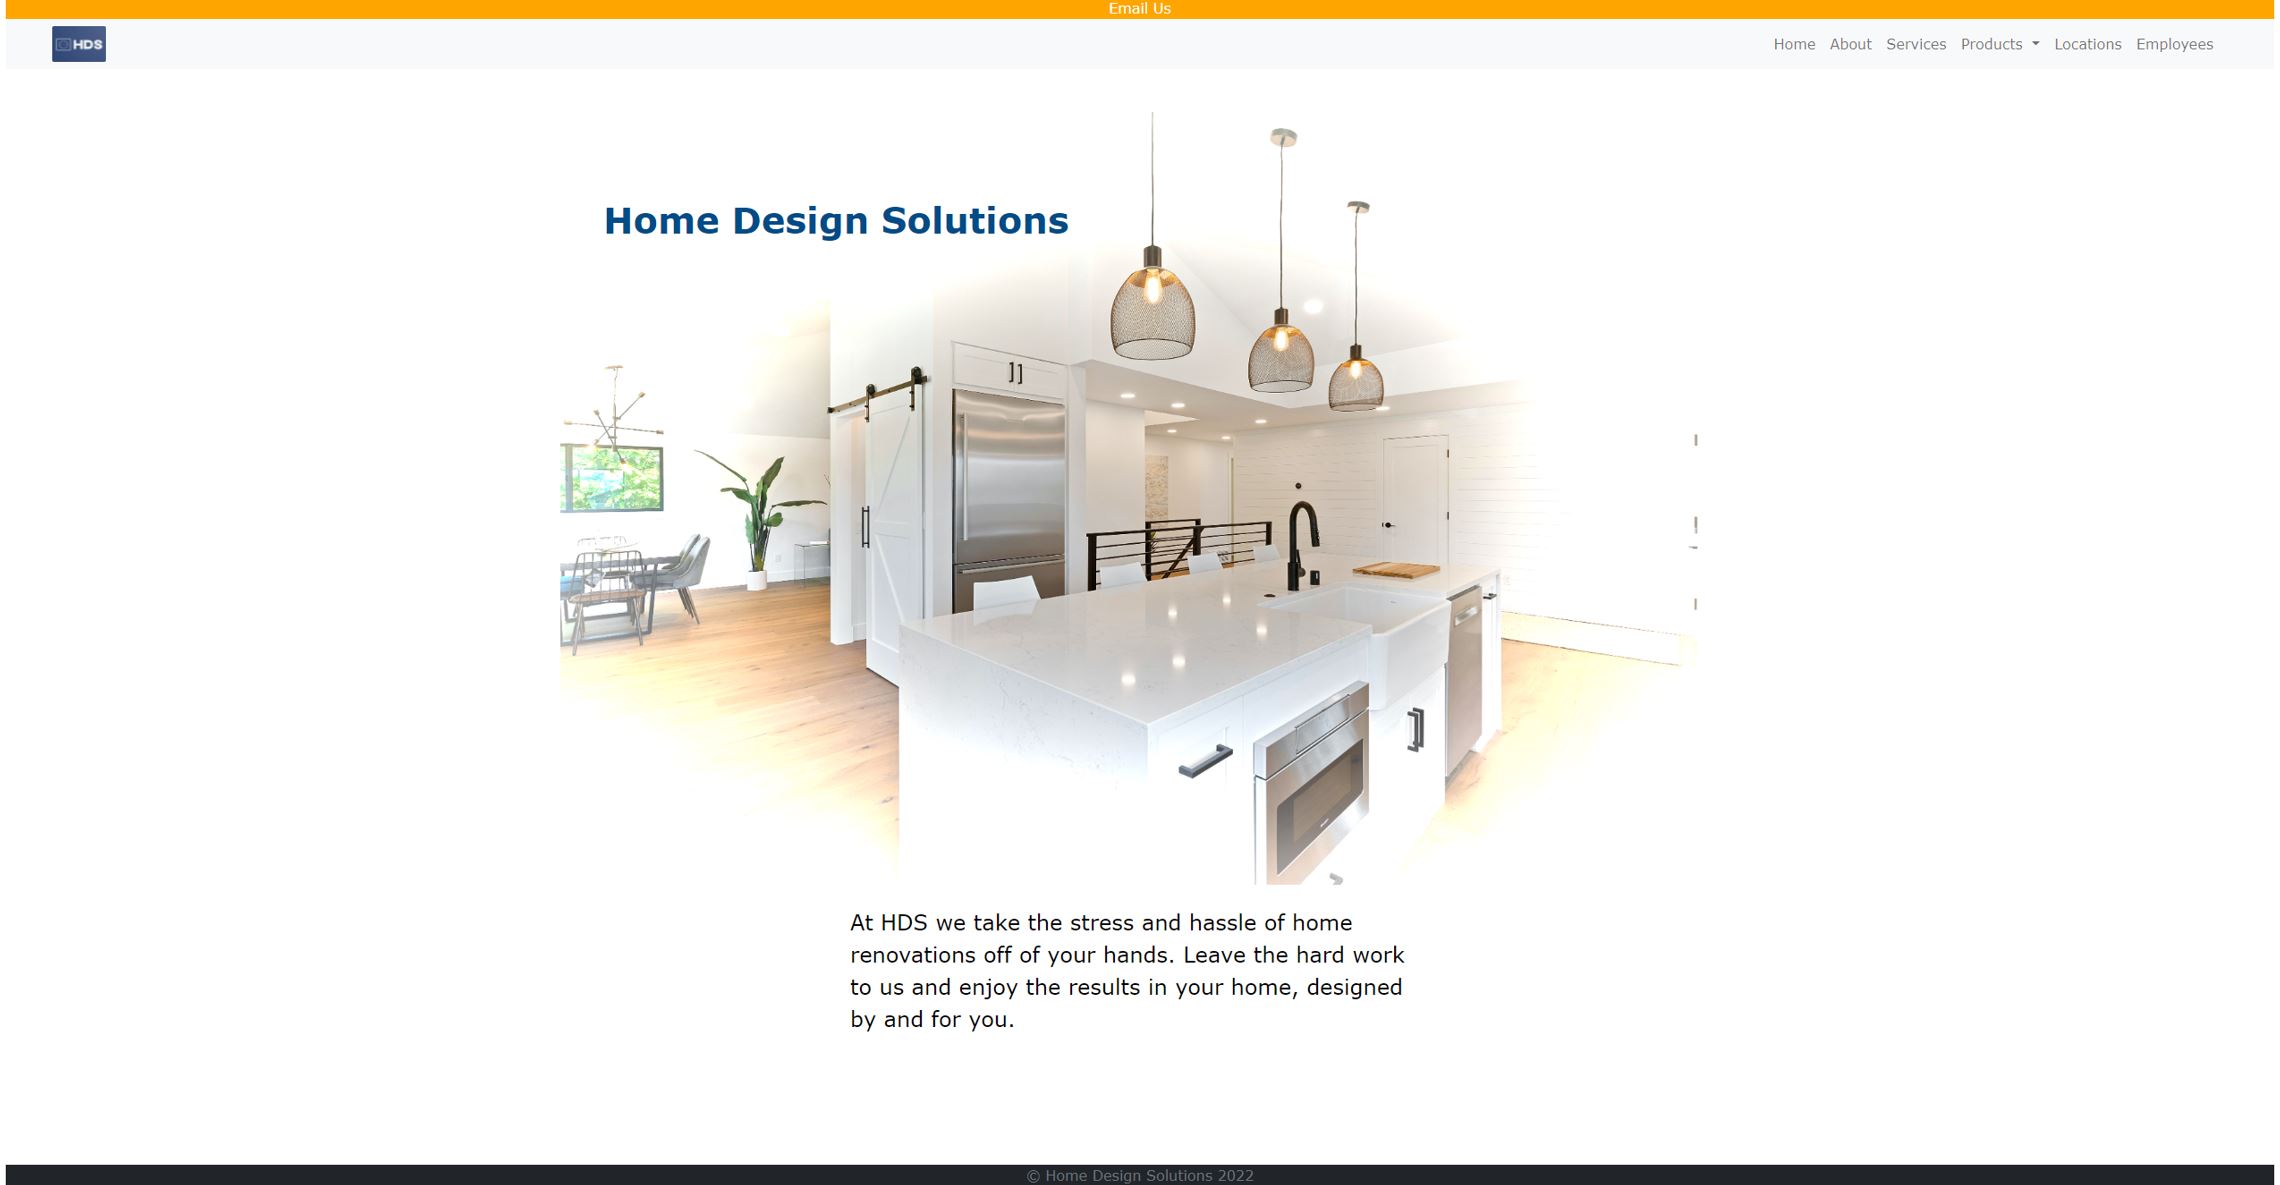 Email Us
HDS
Home
About
Services
Products
Locations
Employees
Home Design Solutions
At HDS we take the stress and hassle of home
renovations off of your hands. Leave the hard work
to us and enjoy the results in your home, designed
by and for you.
© Home Design Solutions 2022